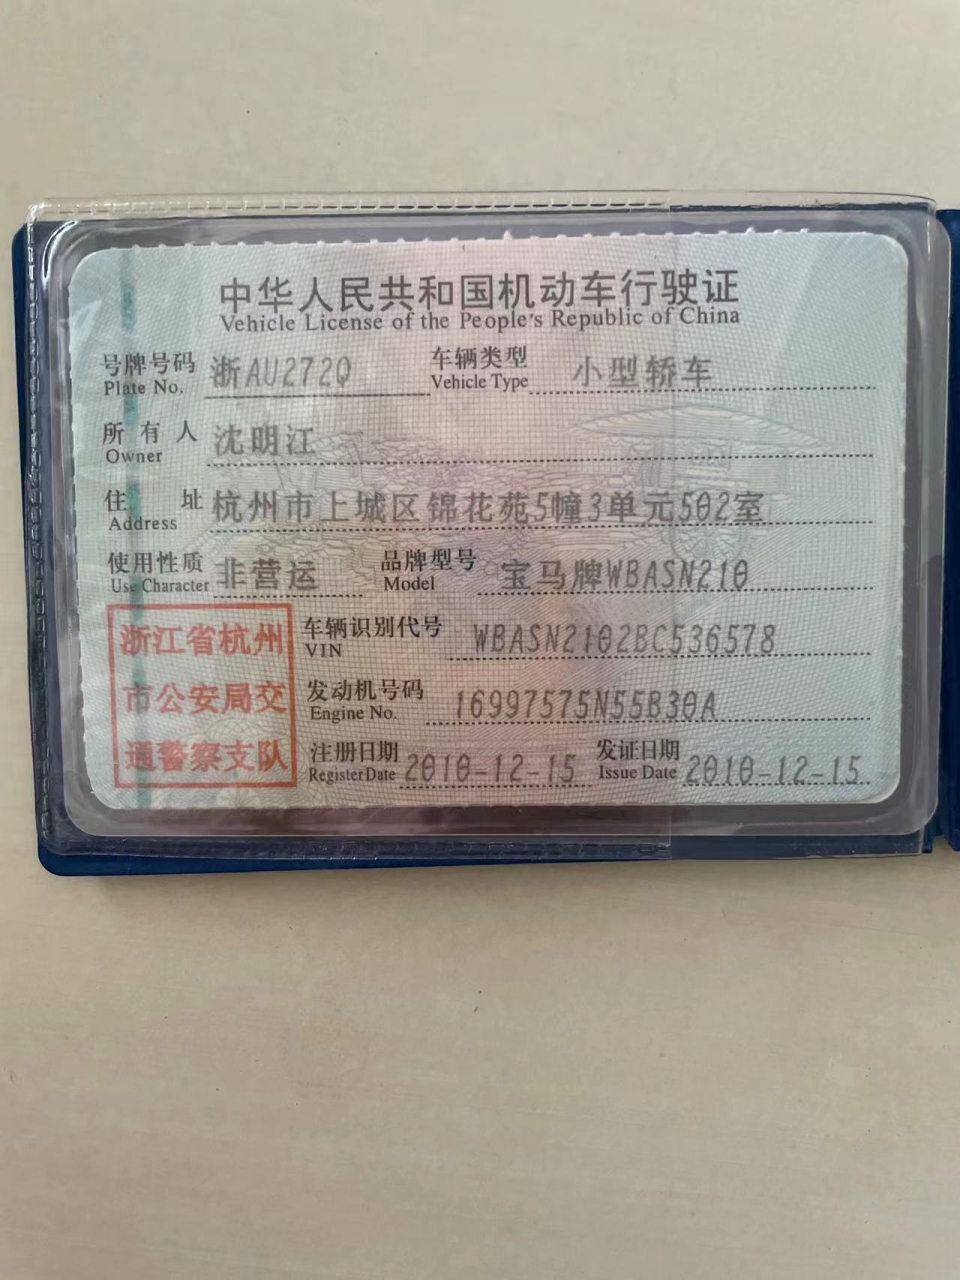 中华人民共和国机动车行驶证
Vehicle License of the People's Republic of China
号牌号码 浙AU272Q 车辆类型 小型轿车
Plate No. Vehicle Type
所有人 沈明江
Owner
住址 杭州市上城区锦花苑5幢3单元502室
Address
使用性质 非营运 品牌型号 宝马牌WBASN210
Use Character Model
浙江省杭州
市公安局交
通警察支队
车辆识别代号 WBASN2102BC536578
VIN
发动机号码 16997575N55B30A
Engine No.
注册日期 2010-12-15 发证日期 2010-12-15
Register Date Issue Date